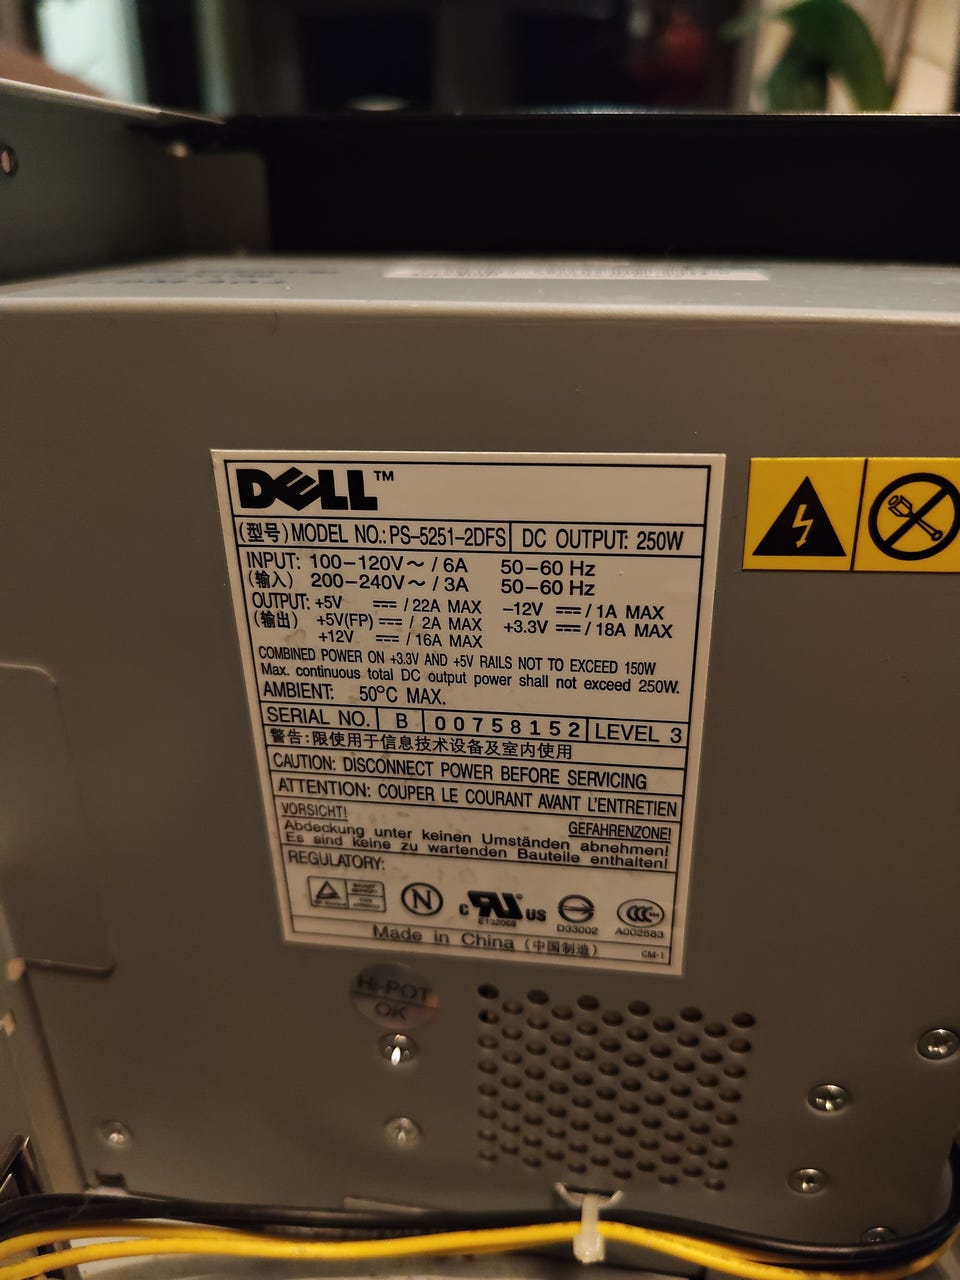 DELL™
(型号) MODEL NO.: PS-5251-2DFS DC OUTPUT: 250W
INPUT: 100-120V～ / 6A 50-60 Hz
(输入) 200-240V～ / 3A 50-60 Hz
OUTPUT: +5V ⎓ / 22A MAX -12V ⎓ / 1A MAX
(输出) +5V(FP) ⎓ / 2A MAX +3.3V ⎓ / 18A MAX
+12V ⎓ / 16A MAX
COMBINED POWER ON +3.3V AND +5V RAILS NOT TO EXCEED 150W
Max. continuous total DC output power shall not exceed 250W.
AMBIENT: 50°C MAX.
SERIAL NO. B 00758152 LEVEL 3
警告:限使用于信息技术设备及室内使用
CAUTION: DISCONNECT POWER BEFORE SERVICING
ATTENTION: COUPER LE COURANT AVANT L'ENTRETIEN
VORSICHT! GEFAHRENZONE!
Abdeckung unter keinen Umständen abnehmen!
Es sind keine zu wartenden Bauteile enthalten!
REGULATORY:
N c RU® US CCC
E132068 D33002 A002583
Made in China (中国制造) CM-1
Hi-POT
OK